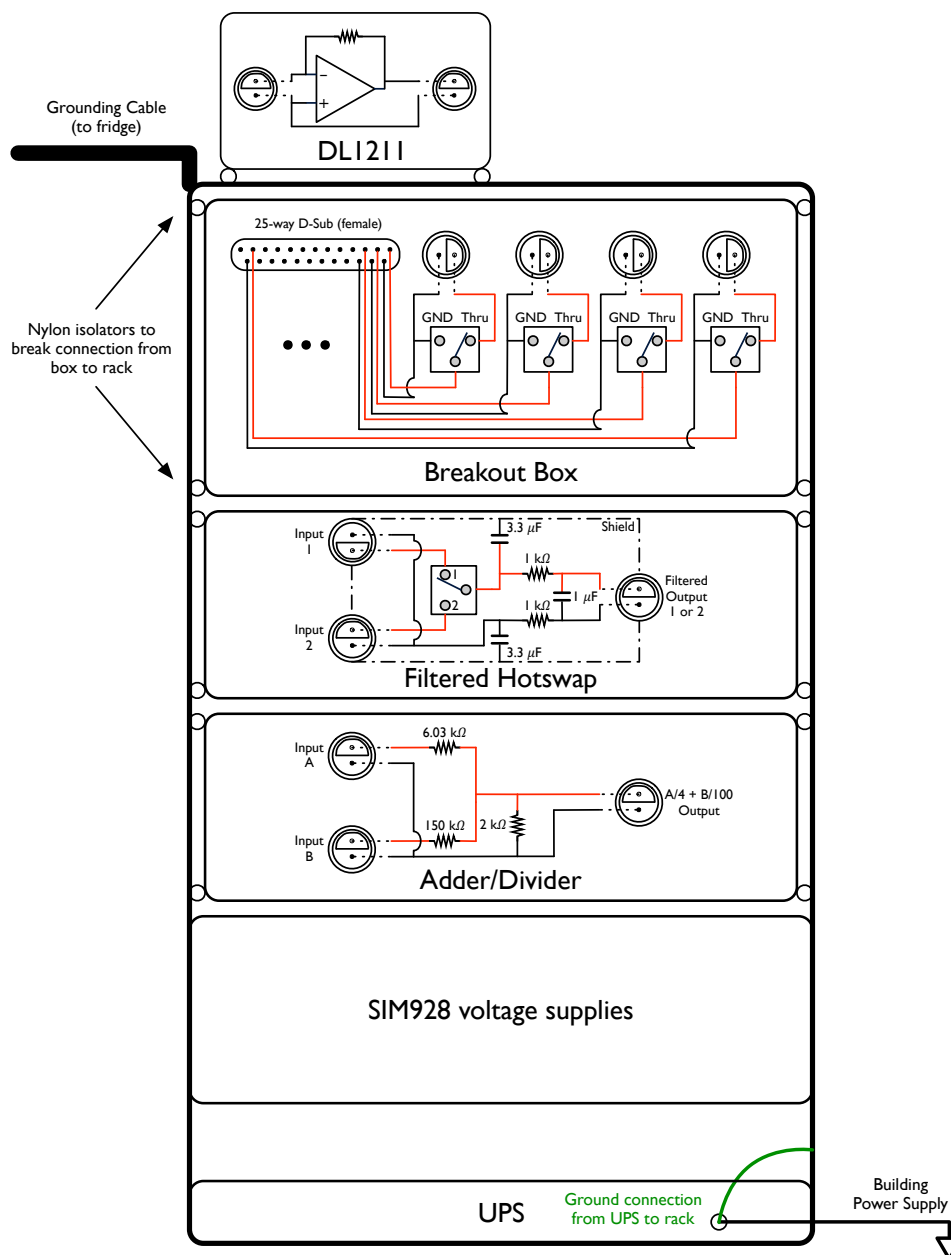 DL1211
Grounding Cable
(to fridge)
25-way D-Sub (female)
GND Thru
GND Thru
GND Thru
GND Thru
Nylon isolators to
break connection from
box to rack
Breakout Box
Input
1
3.3 μF
Shield
1 kΩ
1
2
1 μF
1 kΩ
Filtered
Output
1 or 2
Input
2
3.3 μF
Filtered Hotswap
6.03 kΩ
Input
A
A/4 + B/100
Output
150 kΩ
2 kΩ
Input
B
Adder/Divider
SIM928 voltage supplies
UPS
Ground connection
from UPS to rack
Building
Power Supply